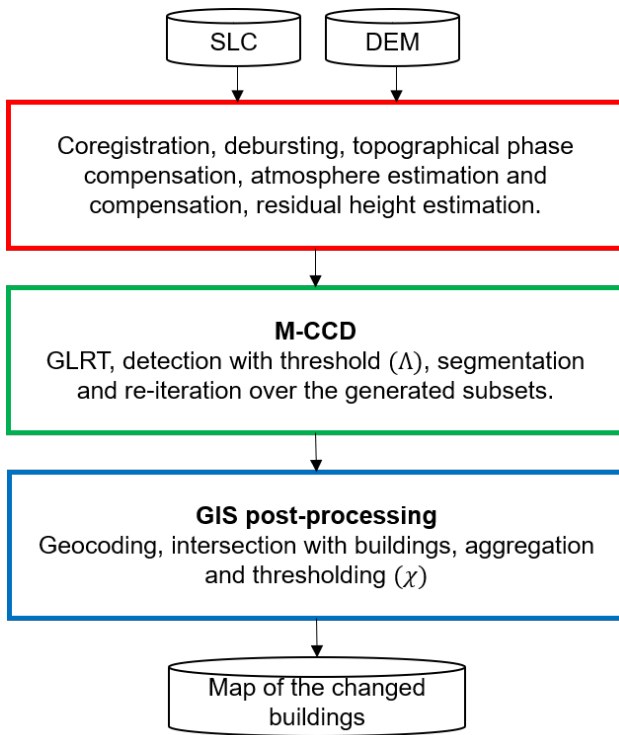 SLC
DEM
Coregistration, debursting, topographical phase
compensation, atmosphere estimation and
compensation, residual height estimation.
M-CCD
GLRT, detection with threshold (Λ), segmentation
and re-iteration over the generated subsets.
GIS post-processing
Geocoding, intersection with buildings, aggregation
and thresholding (χ)
Map of the changed
buildings